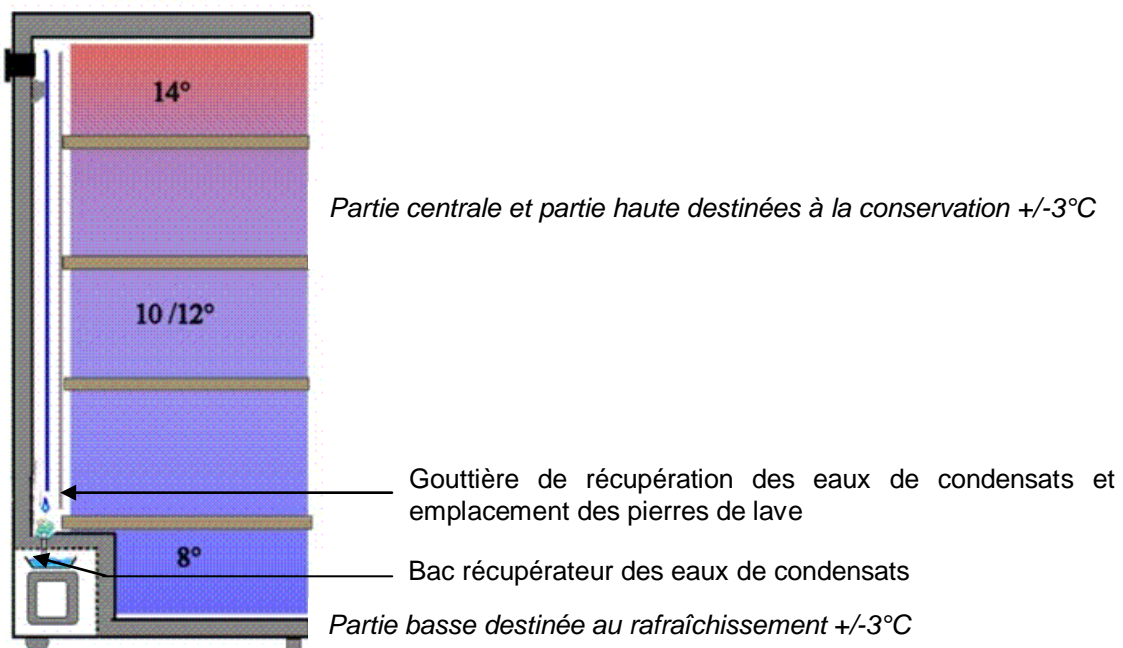 14°
Partie centrale et partie haute destinées à la conservation +/-3°C
10 /12°
Gouttière de récupération des eaux de condensats et
emplacement des pierres de lave
8°
Bac récupérateur des eaux de condensats
Partie basse destinée au rafraîchissement +/-3°C